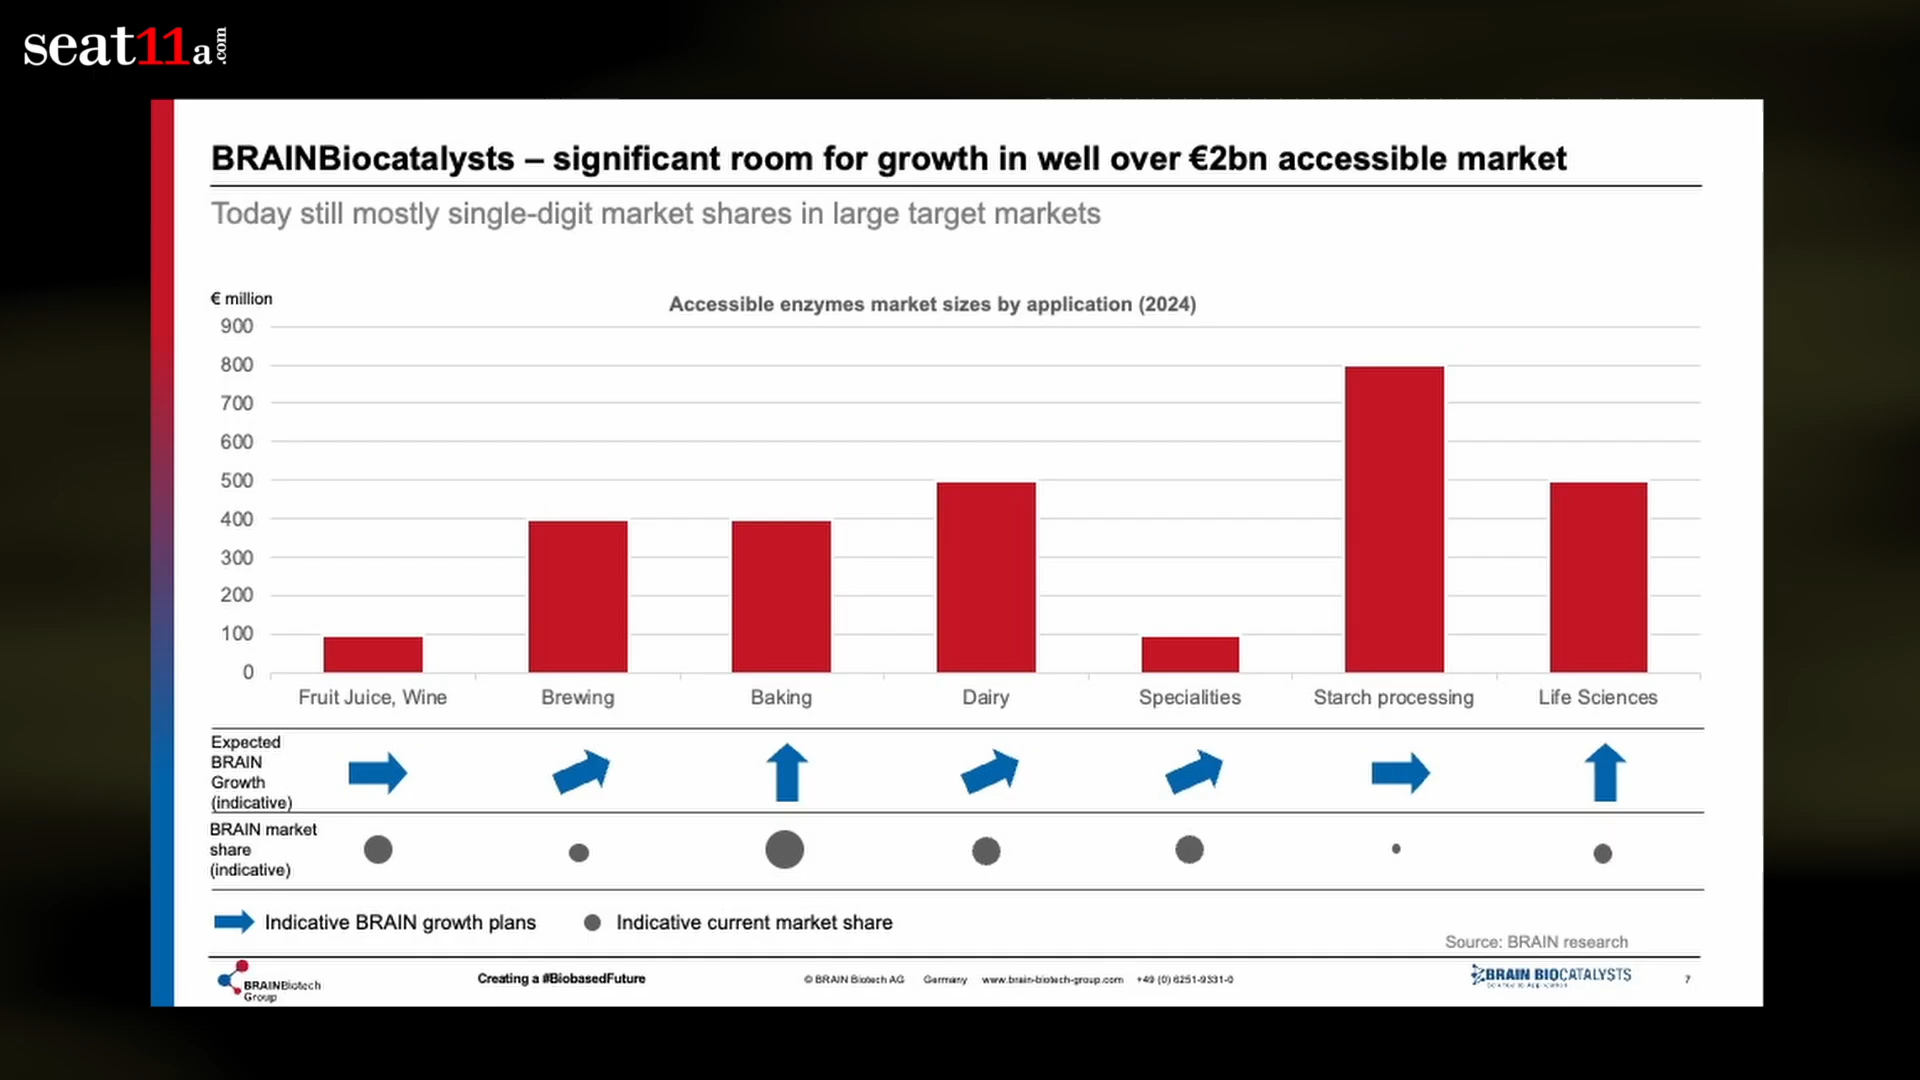 seat11a.com
BRAINBiocatalysts – significant room for growth in well over €2bn accessible market
Today still mostly single-digit market shares in large target markets
€ million
Accessible enzymes market sizes by application (2024)
900
800
700
600
500
400
300
200
100
0
Fruit Juice, Wine Brewing Baking Dairy Specialities Starch processing Life Sciences
Expected
BRAIN
Growth
(indicative)
BRAIN market
share
(indicative)
Indicative BRAIN growth plans Indicative current market share
Source: BRAIN research
BRAINBiotech
Group
Creating a #BiobasedFuture
© BRAIN Biotech AG Germany www.brain-biotech-group.com +49 (0) 6251-9331-0
BRAIN BIOCATALYSTS
7